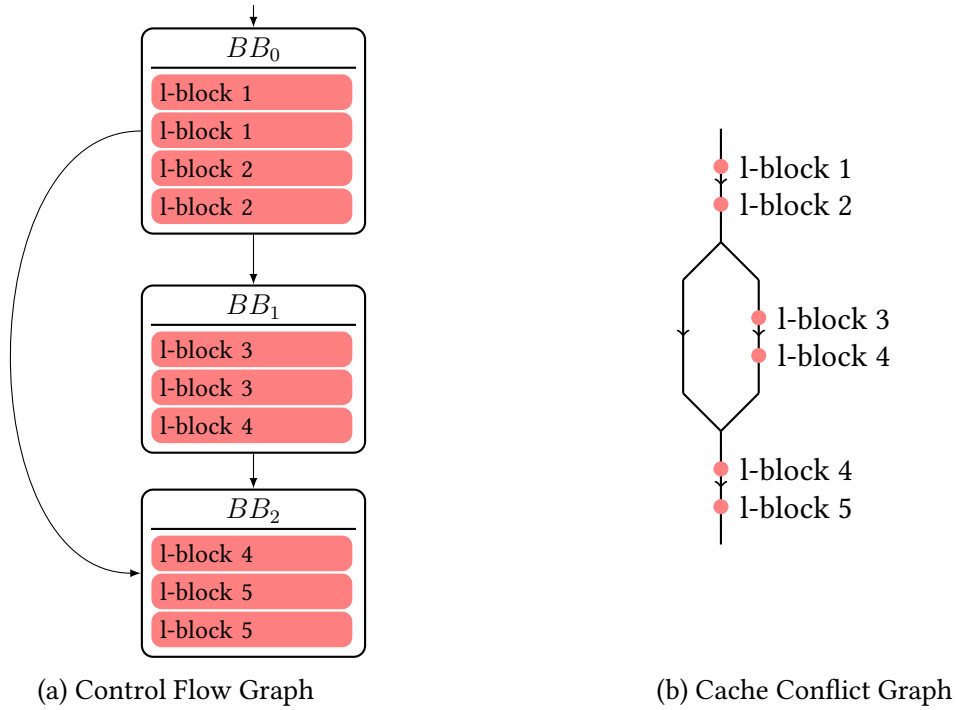 BB₀
l-block 1
l-block 1
l-block 2
l-block 2
BB₁
l-block 3
l-block 3
l-block 4
BB₂
l-block 4
l-block 5
l-block 5
(a) Control Flow Graph
l-block 1
l-block 2
l-block 3
l-block 4
l-block 4
l-block 5
(b) Cache Conflict Graph